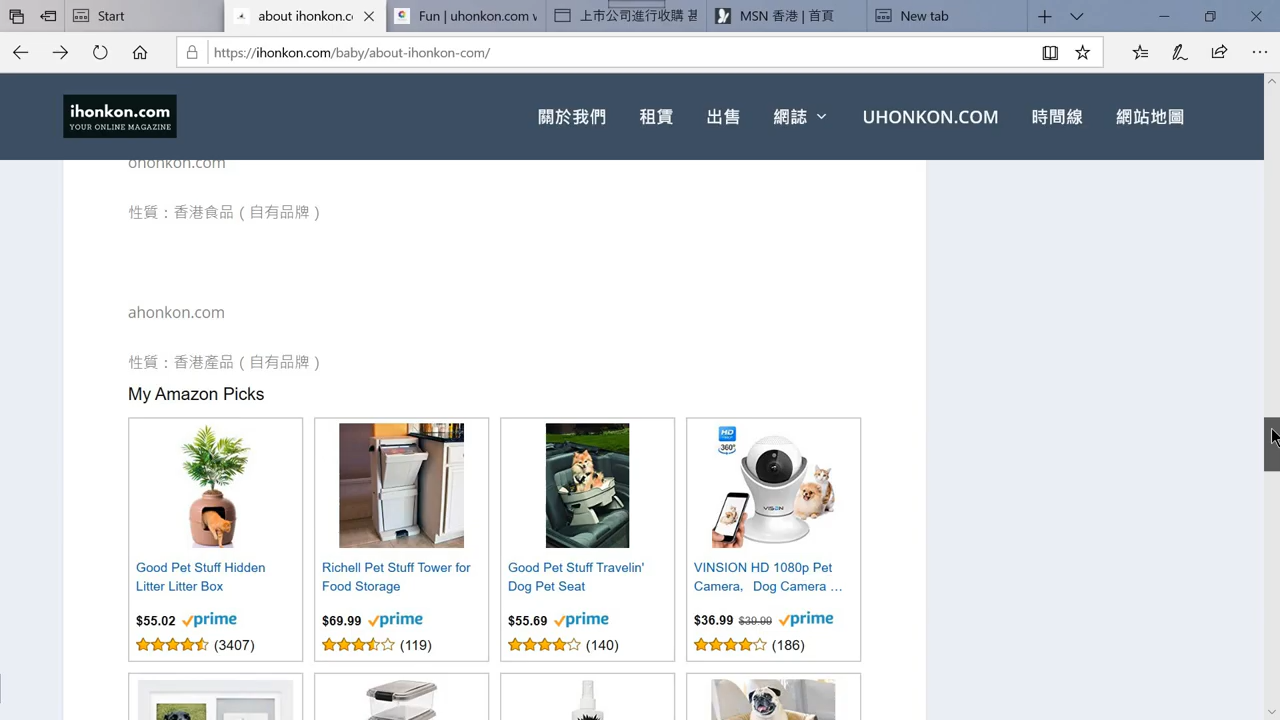 Start
about ihonkon.c
Fun | uhonkon.com
上市公司進行收購 甚
MSN 香港 | 首頁
New tab
https://ihonkon.com/baby/about-ihonkon-com/
ihonkon.com
YOUR ONLINE MAGAZINE
關於我們
租賃
出售
網誌
UHONKON.COM
時間線
網站地圖
ohonkon.com
性質：香港食品（自有品牌）
ahonkon.com
性質：香港產品（自有品牌）
My Amazon Picks
HD
360°
VISION
Good Pet Stuff Hidden
Litter Litter Box
$55.02 prime
(3407)
Richell Pet Stuff Tower for
Food Storage
$69.99 prime
(119)
Good Pet Stuff Travelin'
Dog Pet Seat
$55.69 prime
(140)
VINSION HD 1080p Pet
Camera，Dog Camera …
$36.99 $39.99 prime
(186)